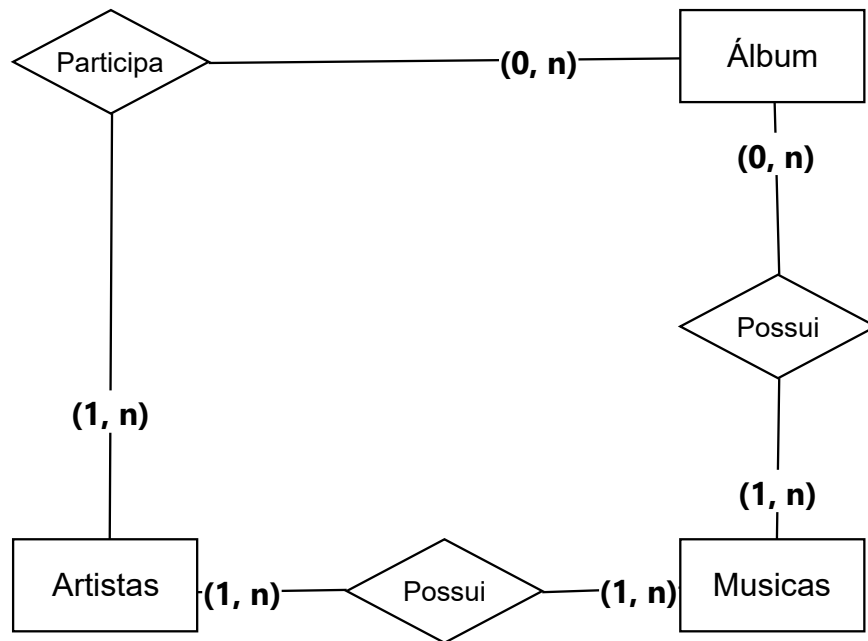 Participa
(0, n)
Álbum
(0, n)
Possui
(1, n)
(1, n)
Artistas
(1, n)
Possui
(1, n)
Musicas